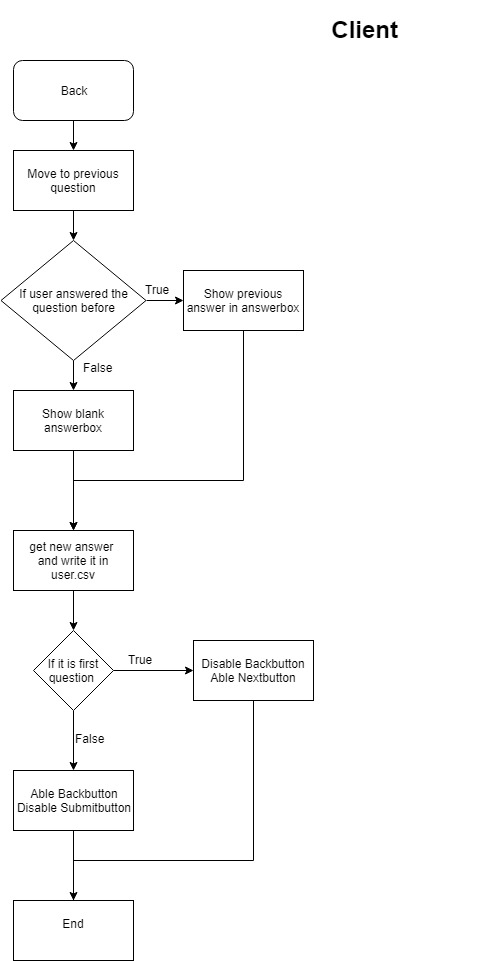 Client
Back
Move to previous
question
If user answered the
question before
True
Show previous
answer in answerbox
False
Show blank
answerbox
get new answer
and write it in
user.csv
If it is first
question
True
Disable Backbutton
Able Nextbutton
False
Able Backbutton
Disable Submitbutton
End